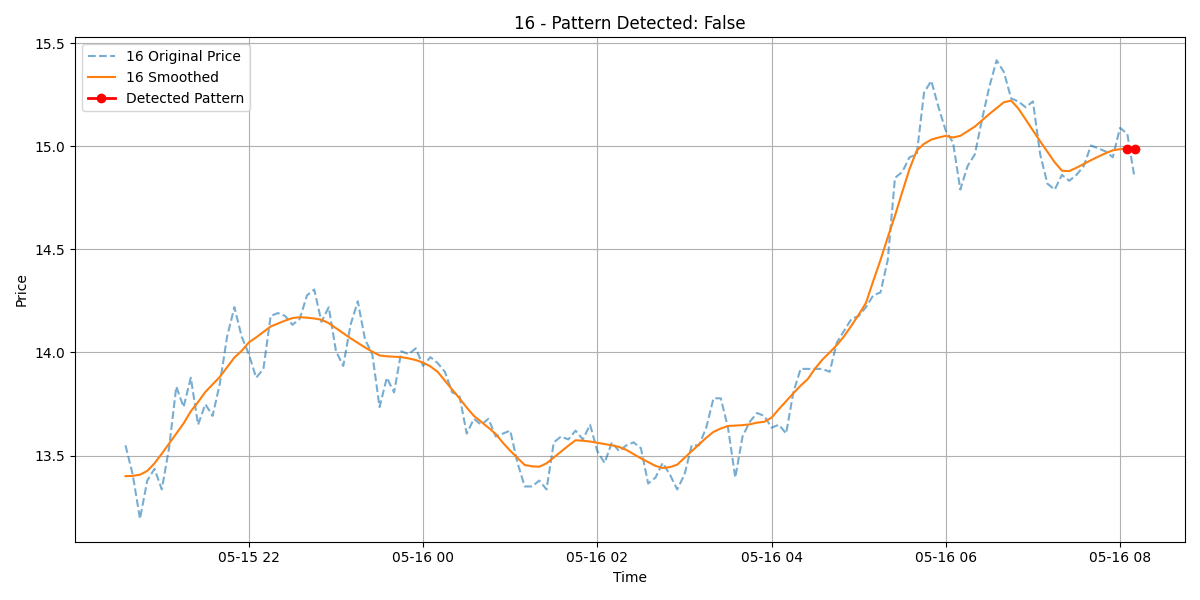 16 - Pattern Detected: False
16 Original Price
16 Smoothed
Detected Pattern
Price
15.5
15.0
14.5
14.0
13.5
05-15 22
05-16 00
05-16 02
05-16 04
05-16 06
05-16 08
Time